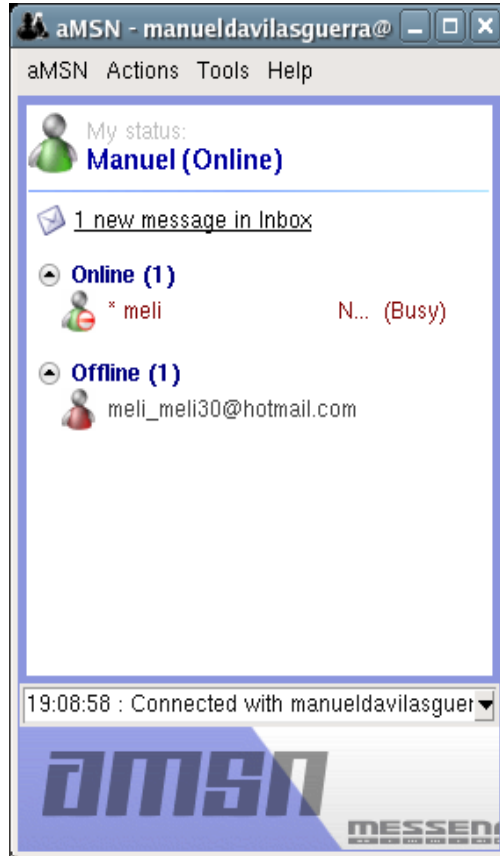 aMSN - manueldavilasguerra@
aMSN Actions Tools Help
My status:
Manuel (Online)
1 new message in Inbox
Online (1)
* meli N... (Busy)
Offline (1)
meli_meli30@hotmail.com
19:08:58 : Connected with manueldavilasguer
amsn
MESSENG